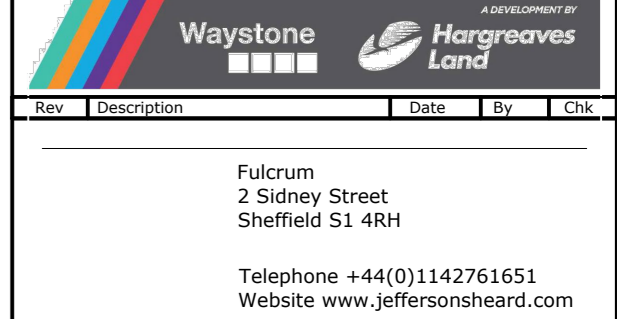 A DEVELOPMENT BY
Waystone
Hargreaves
Land
Rev Description Date By Chk
Fulcrum
2 Sidney Street
Sheffield S1 4RH
Telephone +44(0)1142761651
Website www.jeffersonsheard.com